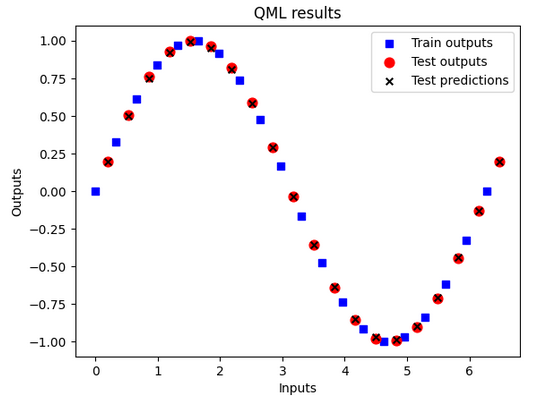 QML results
Train outputs
Test outputs
Test predictions
1.00
0.75
0.50
0.25
0.00
−0.25
−0.50
−0.75
−1.00
Outputs
0 1 2 3 4 5 6
Inputs